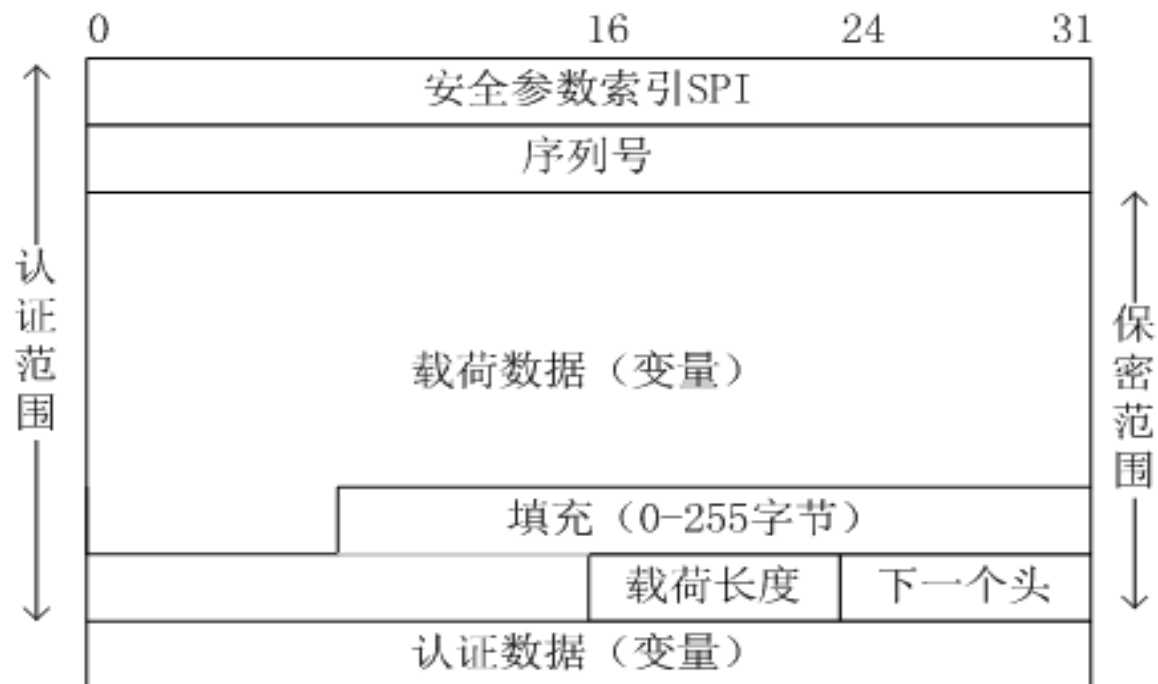 0 16 24 31
安全参数索引SPI
序列号
认证范围
载荷数据（变量）
保密范围
填充（0-255字节）
载荷长度 下一个头
认证数据（变量）